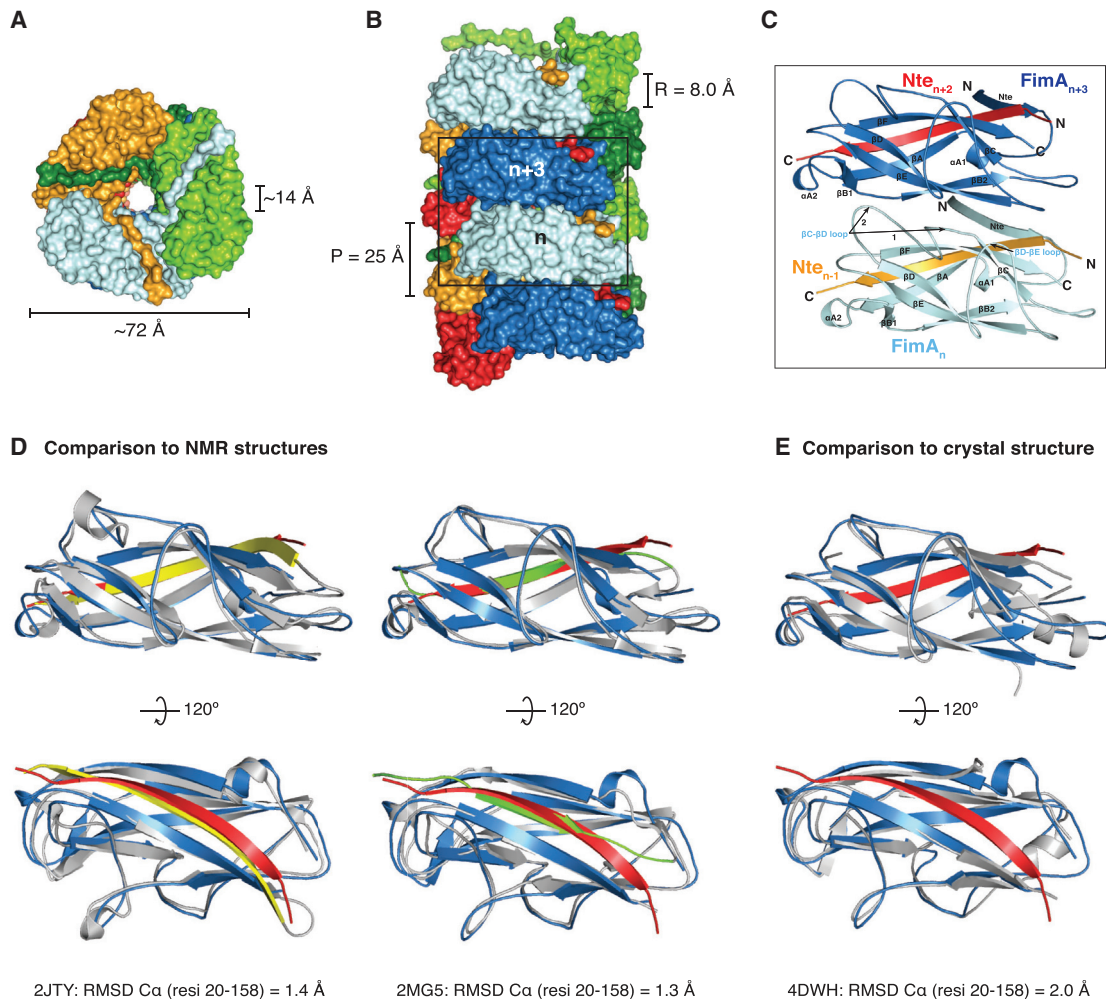 A
~14 Å
~72 Å
B
R = 8.0 Å
n+3
n
P = 25 Å
C
Nte n+2
FimA n+3
N
Nte
N
βF
βD
βC
C
C
βA
αA1
βE
αA2
βB1
βB2
N
2
βC-βD loop
1
Nte
βD-βE loop
βF
N
Nte n-1
βC
βD
βA
αA1
C
C
βE
αA2
βB1
βB2
FimA n
D Comparison to NMR structures
120º
120º
2JTY: RMSD Cα (resi 20-158) = 1.4 Å
2MG5: RMSD Cα (resi 20-158) = 1.3 Å
E Comparison to crystal structure
120º
4DWH: RMSD Cα (resi 20-158) = 2.0 Å